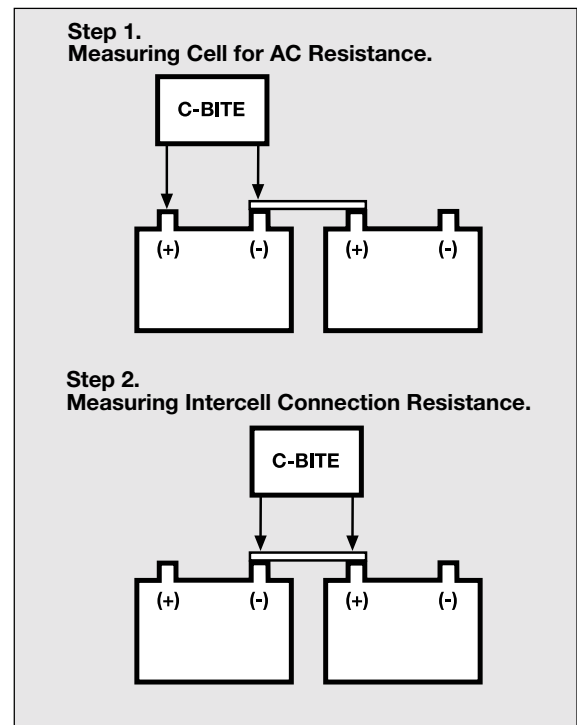 Step 1.
Measuring Cell for AC Resistance.
C-BITE
(+) (-) (+) (-)
Step 2.
Measuring Intercell Connection Resistance.
C-BITE
(+) (-) (+) (-)